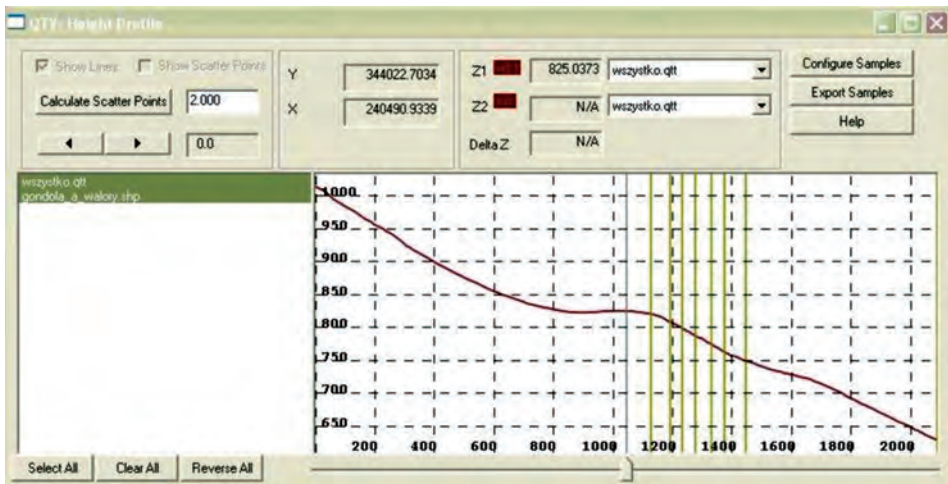 QTV: Height Profile
Show Lines Show Scatter Points
Calculate Scatter Points 2.000
0.0
Y 344022.7034
X 240490.9339
Z1 825.0373 wszystko.qtt
Z2 N/A wszystko.qtt
Delta Z N/A
Configure Samples
Export Samples
Help
wszystko.qtt
gondola_a_walory.shp
1000
950
900
850
800
750
700
650
200 400 600 800 1000 1200 1400 1600 1800 2000
Select All Clear All Reverse All